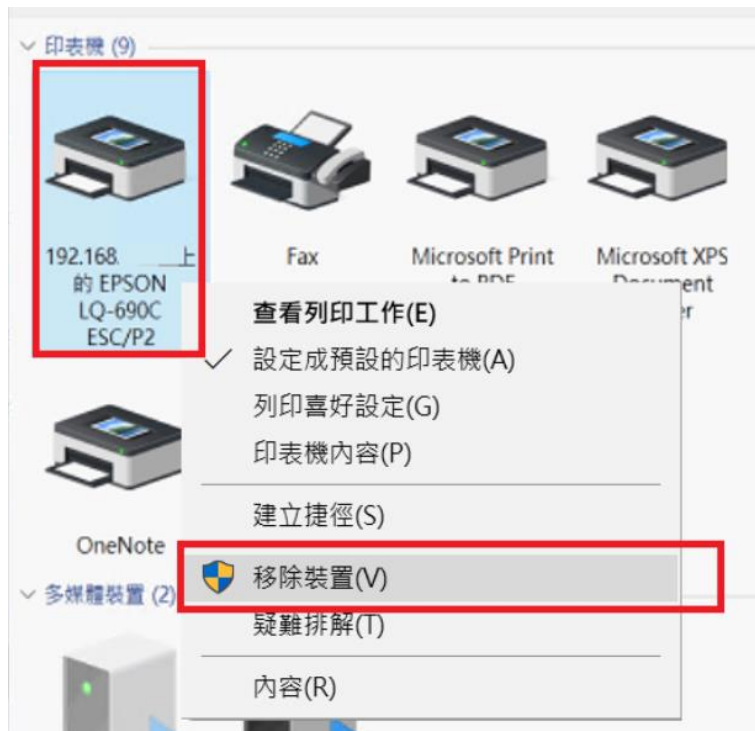 印表機 (9)
192.168. 上
的 EPSON
LQ-690C
ESC/P2
Fax
Microsoft Print
to PDF
Microsoft XPS
Document
查看列印工作(E)
設定成預設的印表機(A)
列印喜好設定(G)
印表機內容(P)
建立捷徑(S)
移除裝置(V)
疑難排解(T)
內容(R)
OneNote
多媒體裝置 (2)